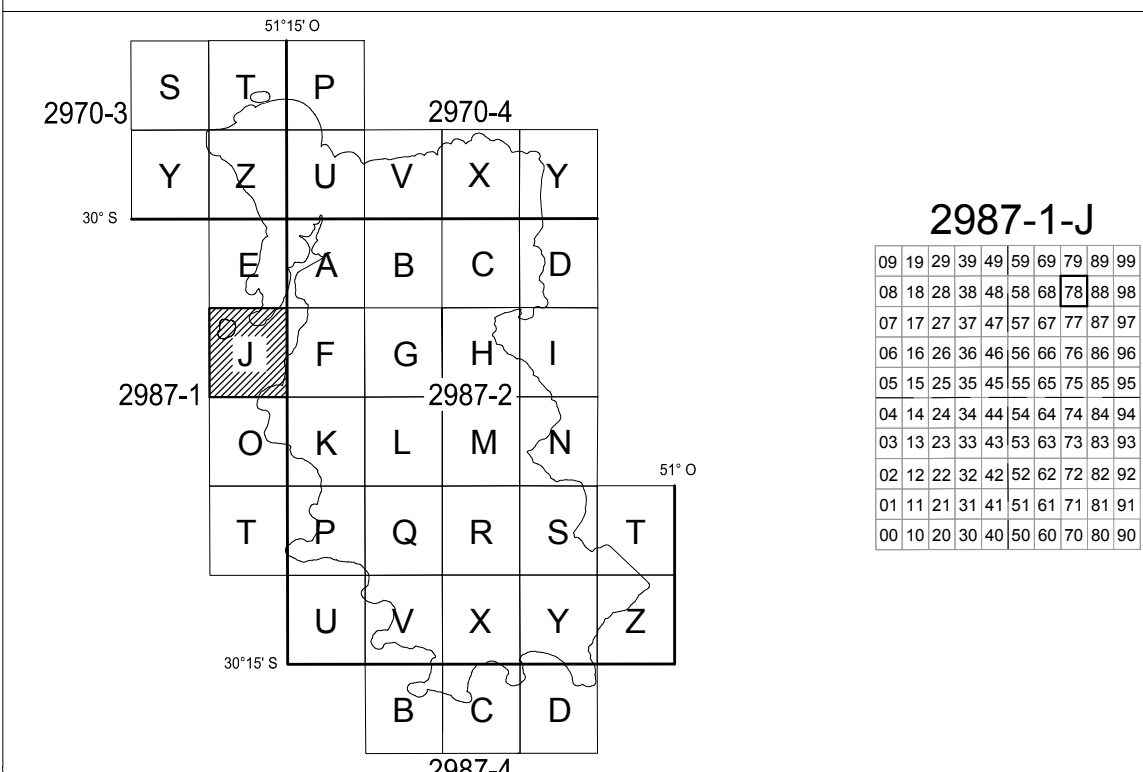 51°15' O
S T P
2970-3 2970-4
Y Z U V X Y
30° S
E A B C D
J F G H I
2987-1 2987-2
O K L M N
51° O
T P Q R S T
U V X Y Z
30°15' S
B C D
2987-4
2987-1-J
09 19 29 39 49 59 69 79 89 99
08 18 28 38 48 58 68 78 88 98
07 17 27 37 47 57 67 77 87 97
06 16 26 36 46 56 66 76 86 96
05 15 25 35 45 55 65 75 85 95
04 14 24 34 44 54 64 74 84 94
03 13 23 33 43 53 63 73 83 93
02 12 22 32 42 52 62 72 82 92
01 11 21 31 41 51 61 71 81 91
00 10 20 30 40 50 60 70 80 90